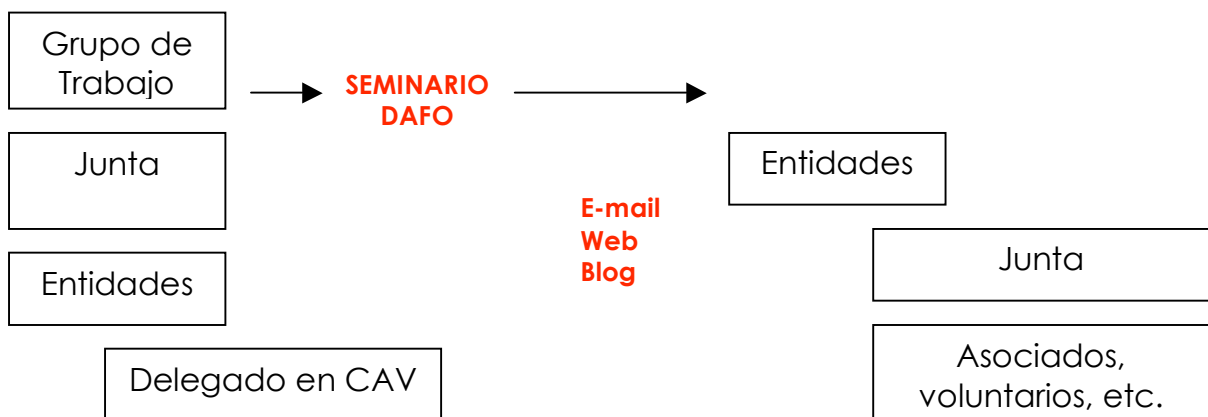 Grupo de
Trabajo
SEMINARIO
DAFO
Junta
Entidades
Entidades
E-mail
Web
Blog
Junta
Delegado en CAV
Asociados,
voluntarios, etc.